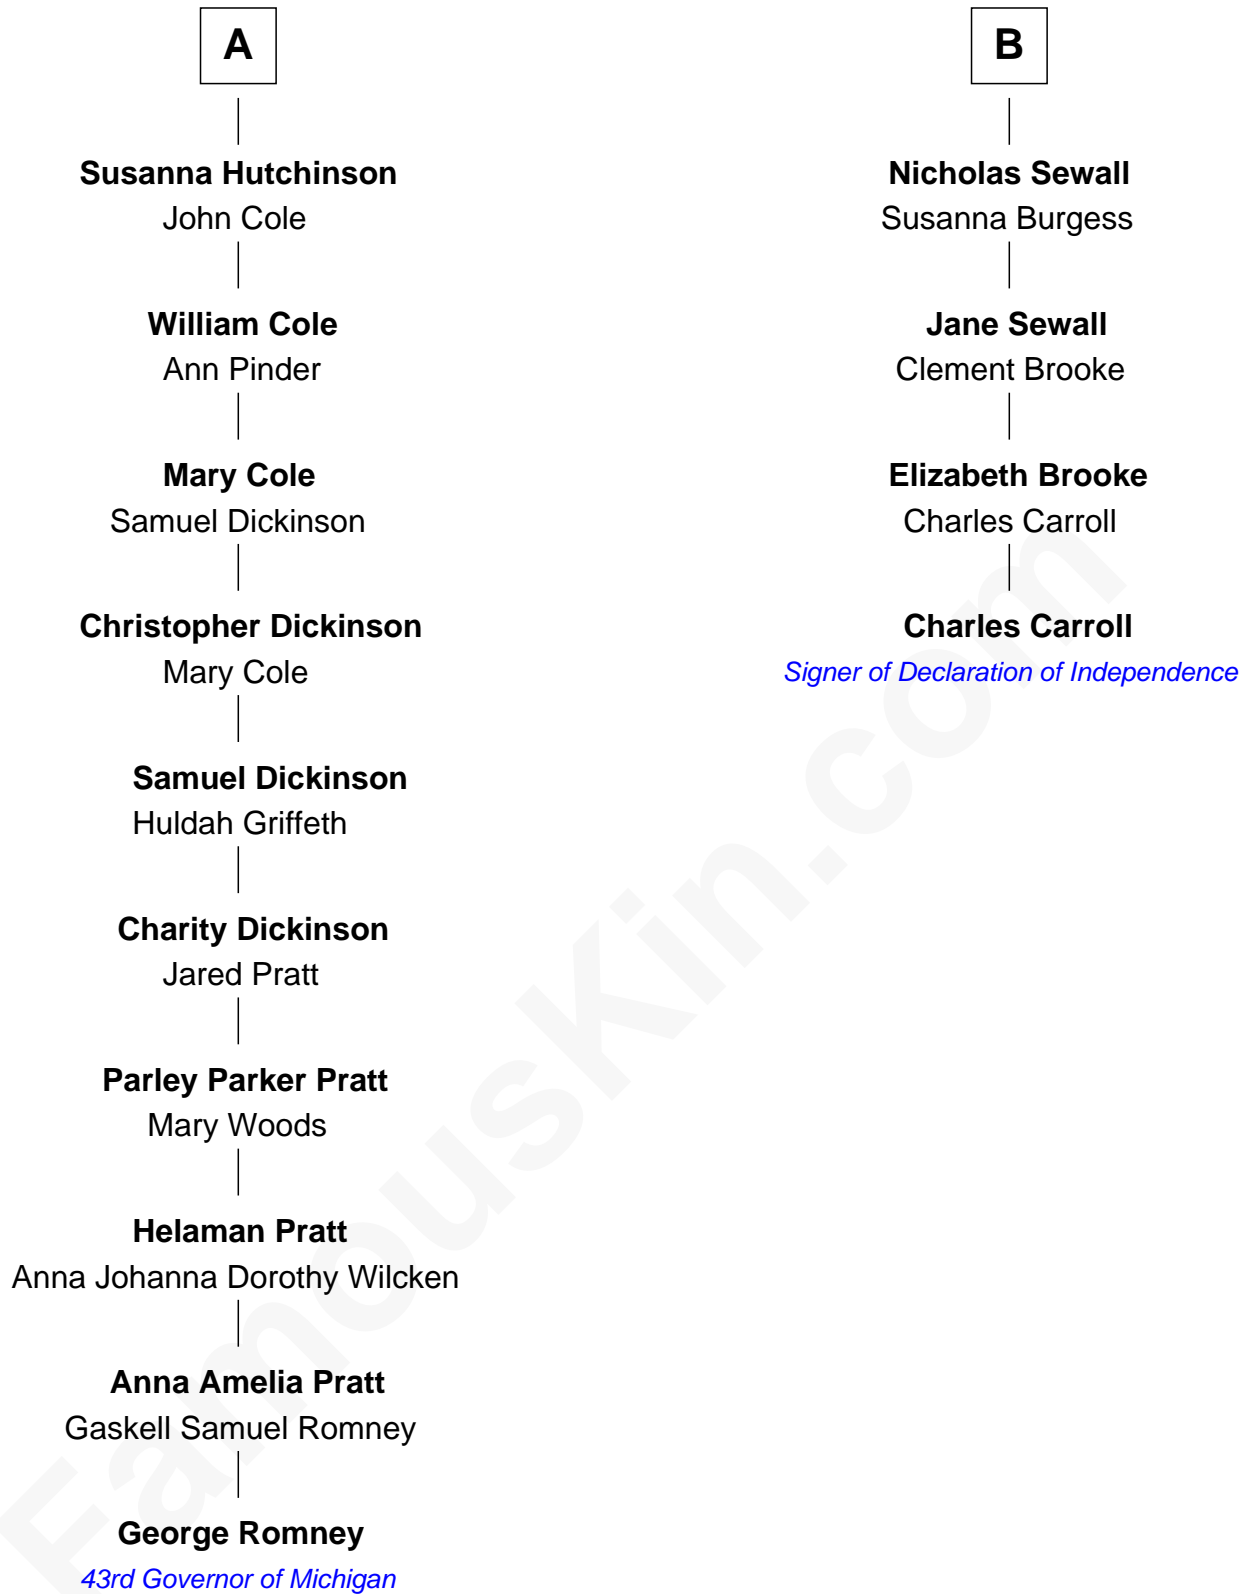 A
Susanna Hutchinson
John Cole
William Cole
Ann Pinder
Mary Cole
Samuel Dickinson
Christopher Dickinson
Mary Cole
Samuel Dickinson
Huldah Griffeth
Charity Dickinson
Jared Pratt
Parley Parker Pratt
Mary Woods
Helaman Pratt
Anna Johanna Dorothy Wilcken
Anna Amelia Pratt
Gaskell Samuel Romney
George Romney
43rd Governor of Michigan
B
Nicholas Sewall
Susanna Burgess
Jane Sewall
Clement Brooke
Elizabeth Brooke
Charles Carroll
Charles Carroll
Signer of Declaration of Independence
FamousKin.com